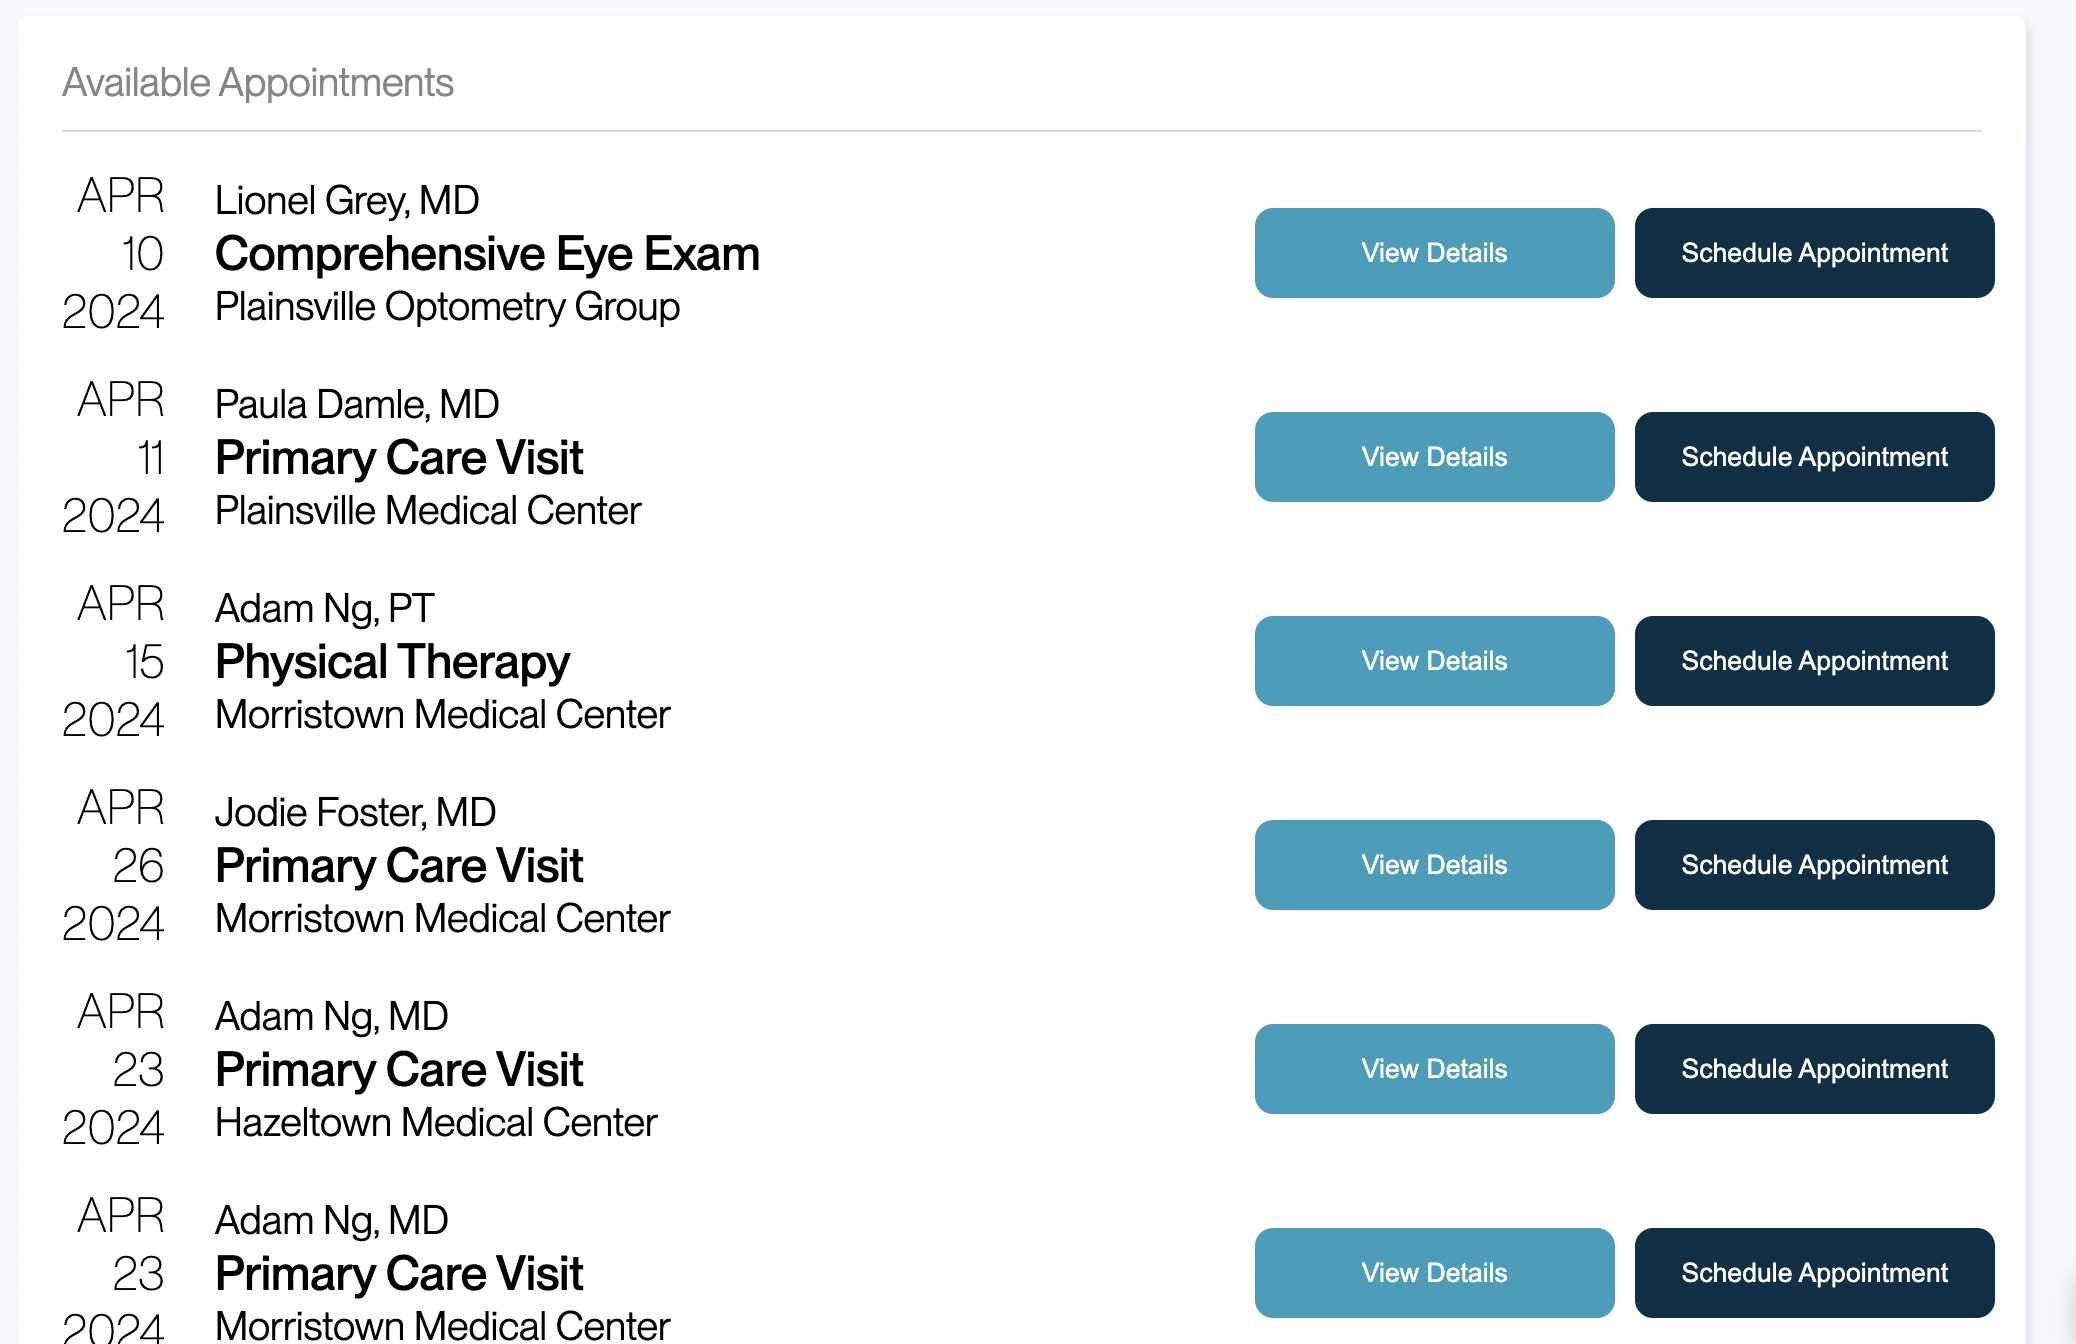 Available Appointments
APR
10
2024
Lionel Grey, MD
Comprehensive Eye Exam
Plainsville Optometry Group
View Details
Schedule Appointment
APR
11
2024
Paula Damle, MD
Primary Care Visit
Plainsville Medical Center
View Details
Schedule Appointment
APR
15
2024
Adam Ng, PT
Physical Therapy
Morristown Medical Center
View Details
Schedule Appointment
APR
26
2024
Jodie Foster, MD
Primary Care Visit
Morristown Medical Center
View Details
Schedule Appointment
APR
23
2024
Adam Ng, MD
Primary Care Visit
Hazeltown Medical Center
View Details
Schedule Appointment
APR
23
2024
Adam Ng, MD
Primary Care Visit
Morristown Medical Center
View Details
Schedule Appointment